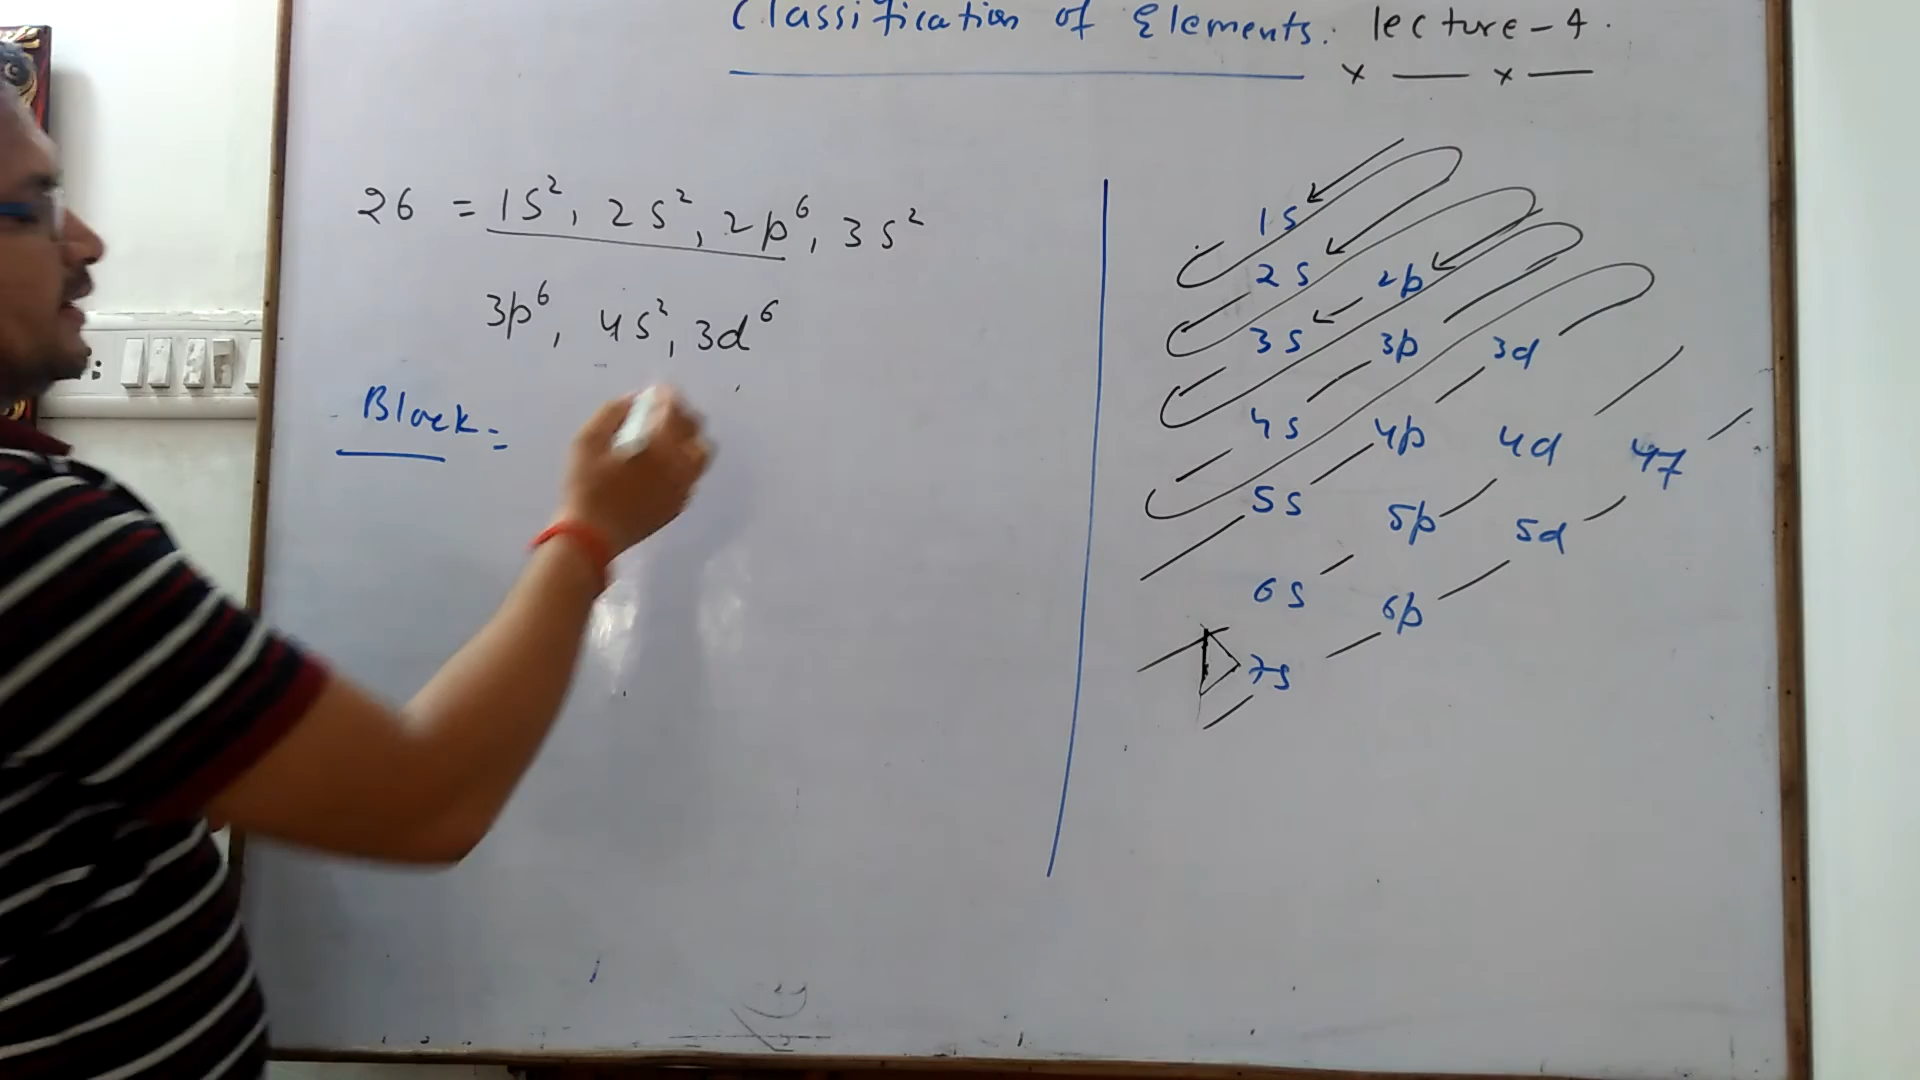 Classification of Elements. lecture-4.
26 = 1s², 2s², 2p⁶, 3s²
3p⁶, 4s², 3d⁶
Block =
1s
2s 2p
3s 3p 3d
4s 4p 4d 4f
5s 5p 5d
6s 6p
7s